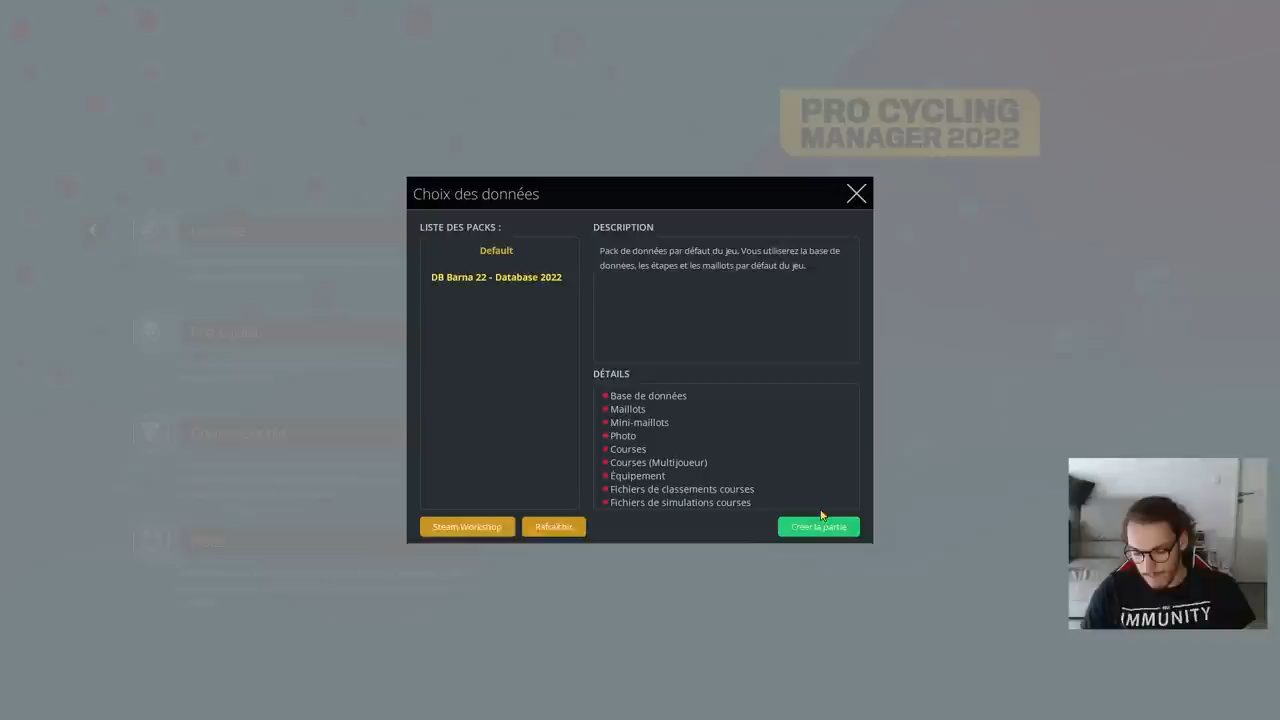 PRO CYCLING
MANAGER 2022
Choix des données
LISTE DES PACKS :
Default
DB Barna 22 - Database 2022
DESCRIPTION
Pack de données par défaut du jeu. Vous utiliserez la base de
données, les étapes et les maillots par défaut du jeu.
DÉTAILS
Base de données
Maillots
Mini-maillots
Photo
Courses
Courses (Multijoueur)
Équipement
Fichiers de classements courses
Fichiers de simulations courses
Steam Workshop
Rafraîchir
Créer la partie
IMMUNITY